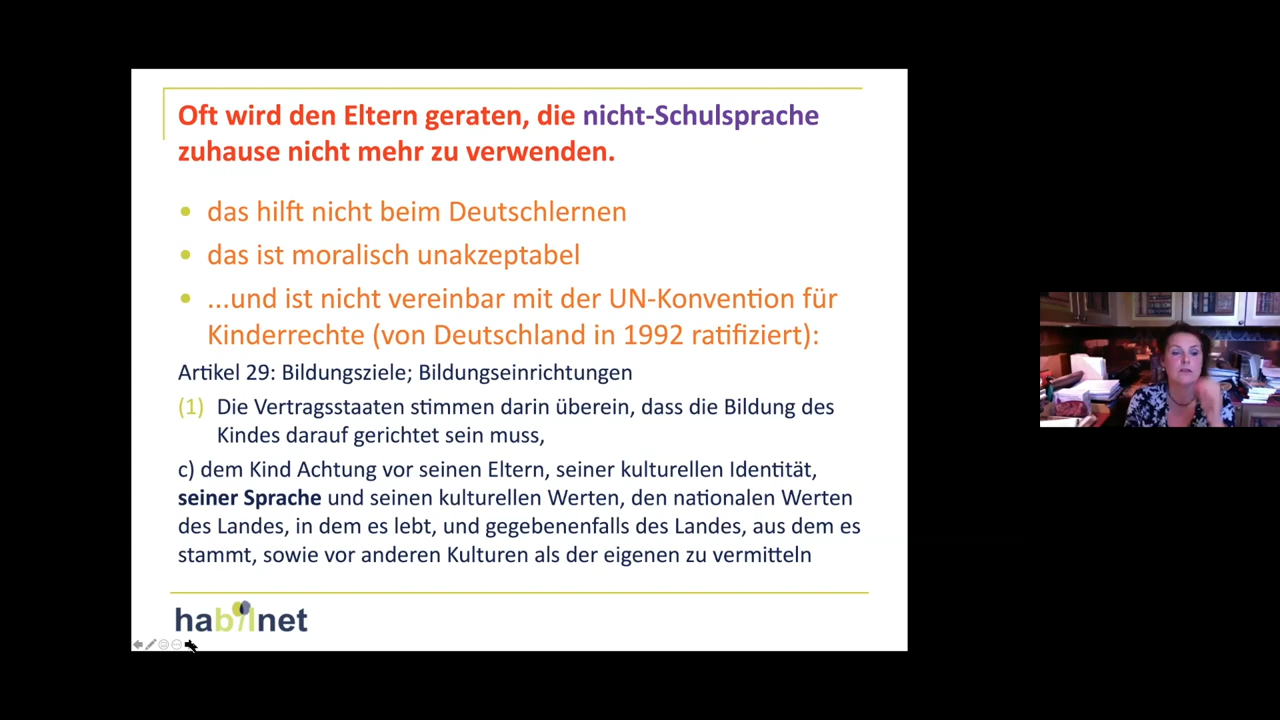 Oft wird den Eltern geraten, die nicht-Schulsprache
zuhause nicht mehr zu verwenden.
• das hilft nicht beim Deutschlernen
• das ist moralisch unakzeptabel
• ...und ist nicht vereinbar mit der UN-Konvention für
Kinderrechte (von Deutschland in 1992 ratifiziert):
Artikel 29: Bildungsziele; Bildungseinrichtungen
(1) Die Vertragsstaaten stimmen darin überein, dass die Bildung des
Kindes darauf gerichtet sein muss,
c) dem Kind Achtung vor seinen Eltern, seiner kulturellen Identität,
seiner Sprache und seinen kulturellen Werten, den nationalen Werten
des Landes, in dem es lebt, und gegebenenfalls des Landes, aus dem es
stammt, sowie vor anderen Kulturen als der eigenen zu vermitteln
habilnet